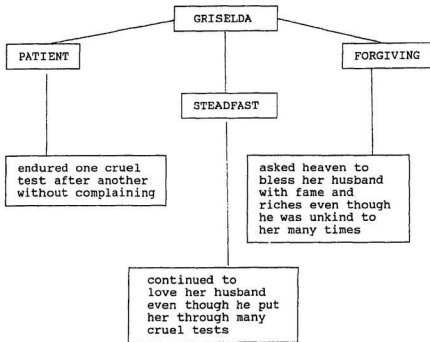 GRISELDA
PATIENT
FORGIVING
STEADFAST
endured one cruel
test after another
without complaining
asked heaven to
bless her husband
with fame and
riches even though
he was unkind to
her many times
continued to
love her husband
even though he put
her through many
cruel tests